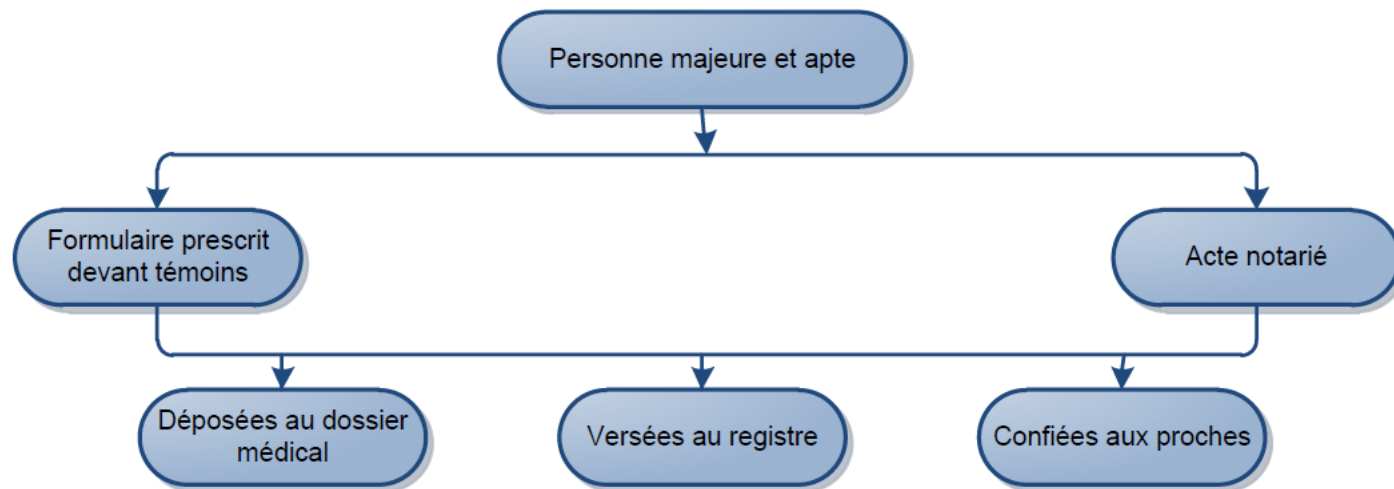 Personne majeure et apte
Formulaire prescrit
devant témoins
Acte notarié
Déposées au dossier
médical
Versées au registre
Confiées aux proches